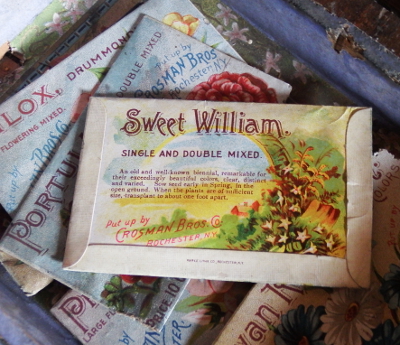 Sweet William.
SINGLE AND DOUBLE MIXED.
An old and well-known biennial, remarkable for
their exceedingly beautiful colors, clear, distinct
and varied. Sow seed early in Spring, in the
open ground. When the plants are of sufficient
size, transplant to about one foot apart.
Put up by
CROSMAN BROS. Co
ROCHESTER, N.Y.
LOX, DRUMMON
FLOWERING MIXED.
DOUBLE MIXED.
Put up by
ROSMAN BROS.
ROCHESTER, N.Y.
PORTU